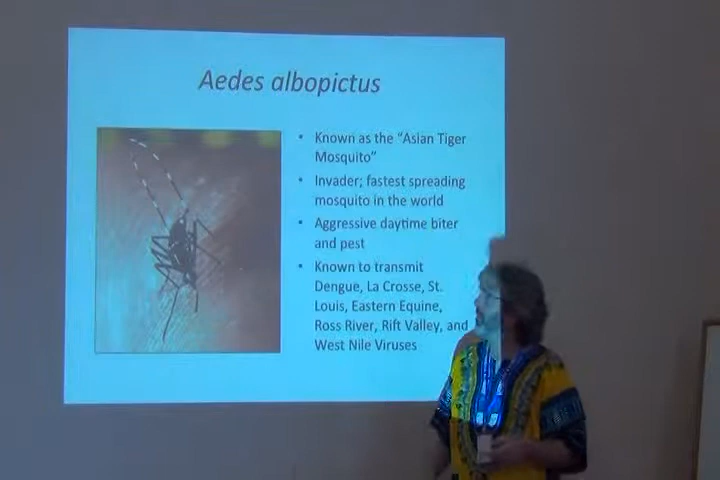 Aedes albopictus
• Known as the “Asian Tiger
Mosquito”
• Invader; fastest spreading
mosquito in the world
• Aggressive daytime biter
and pest
• Known to transmit
Dengue, La Crosse, St.
Louis, Eastern Equine,
Ross River, Rift Valley, and
West Nile Viruses